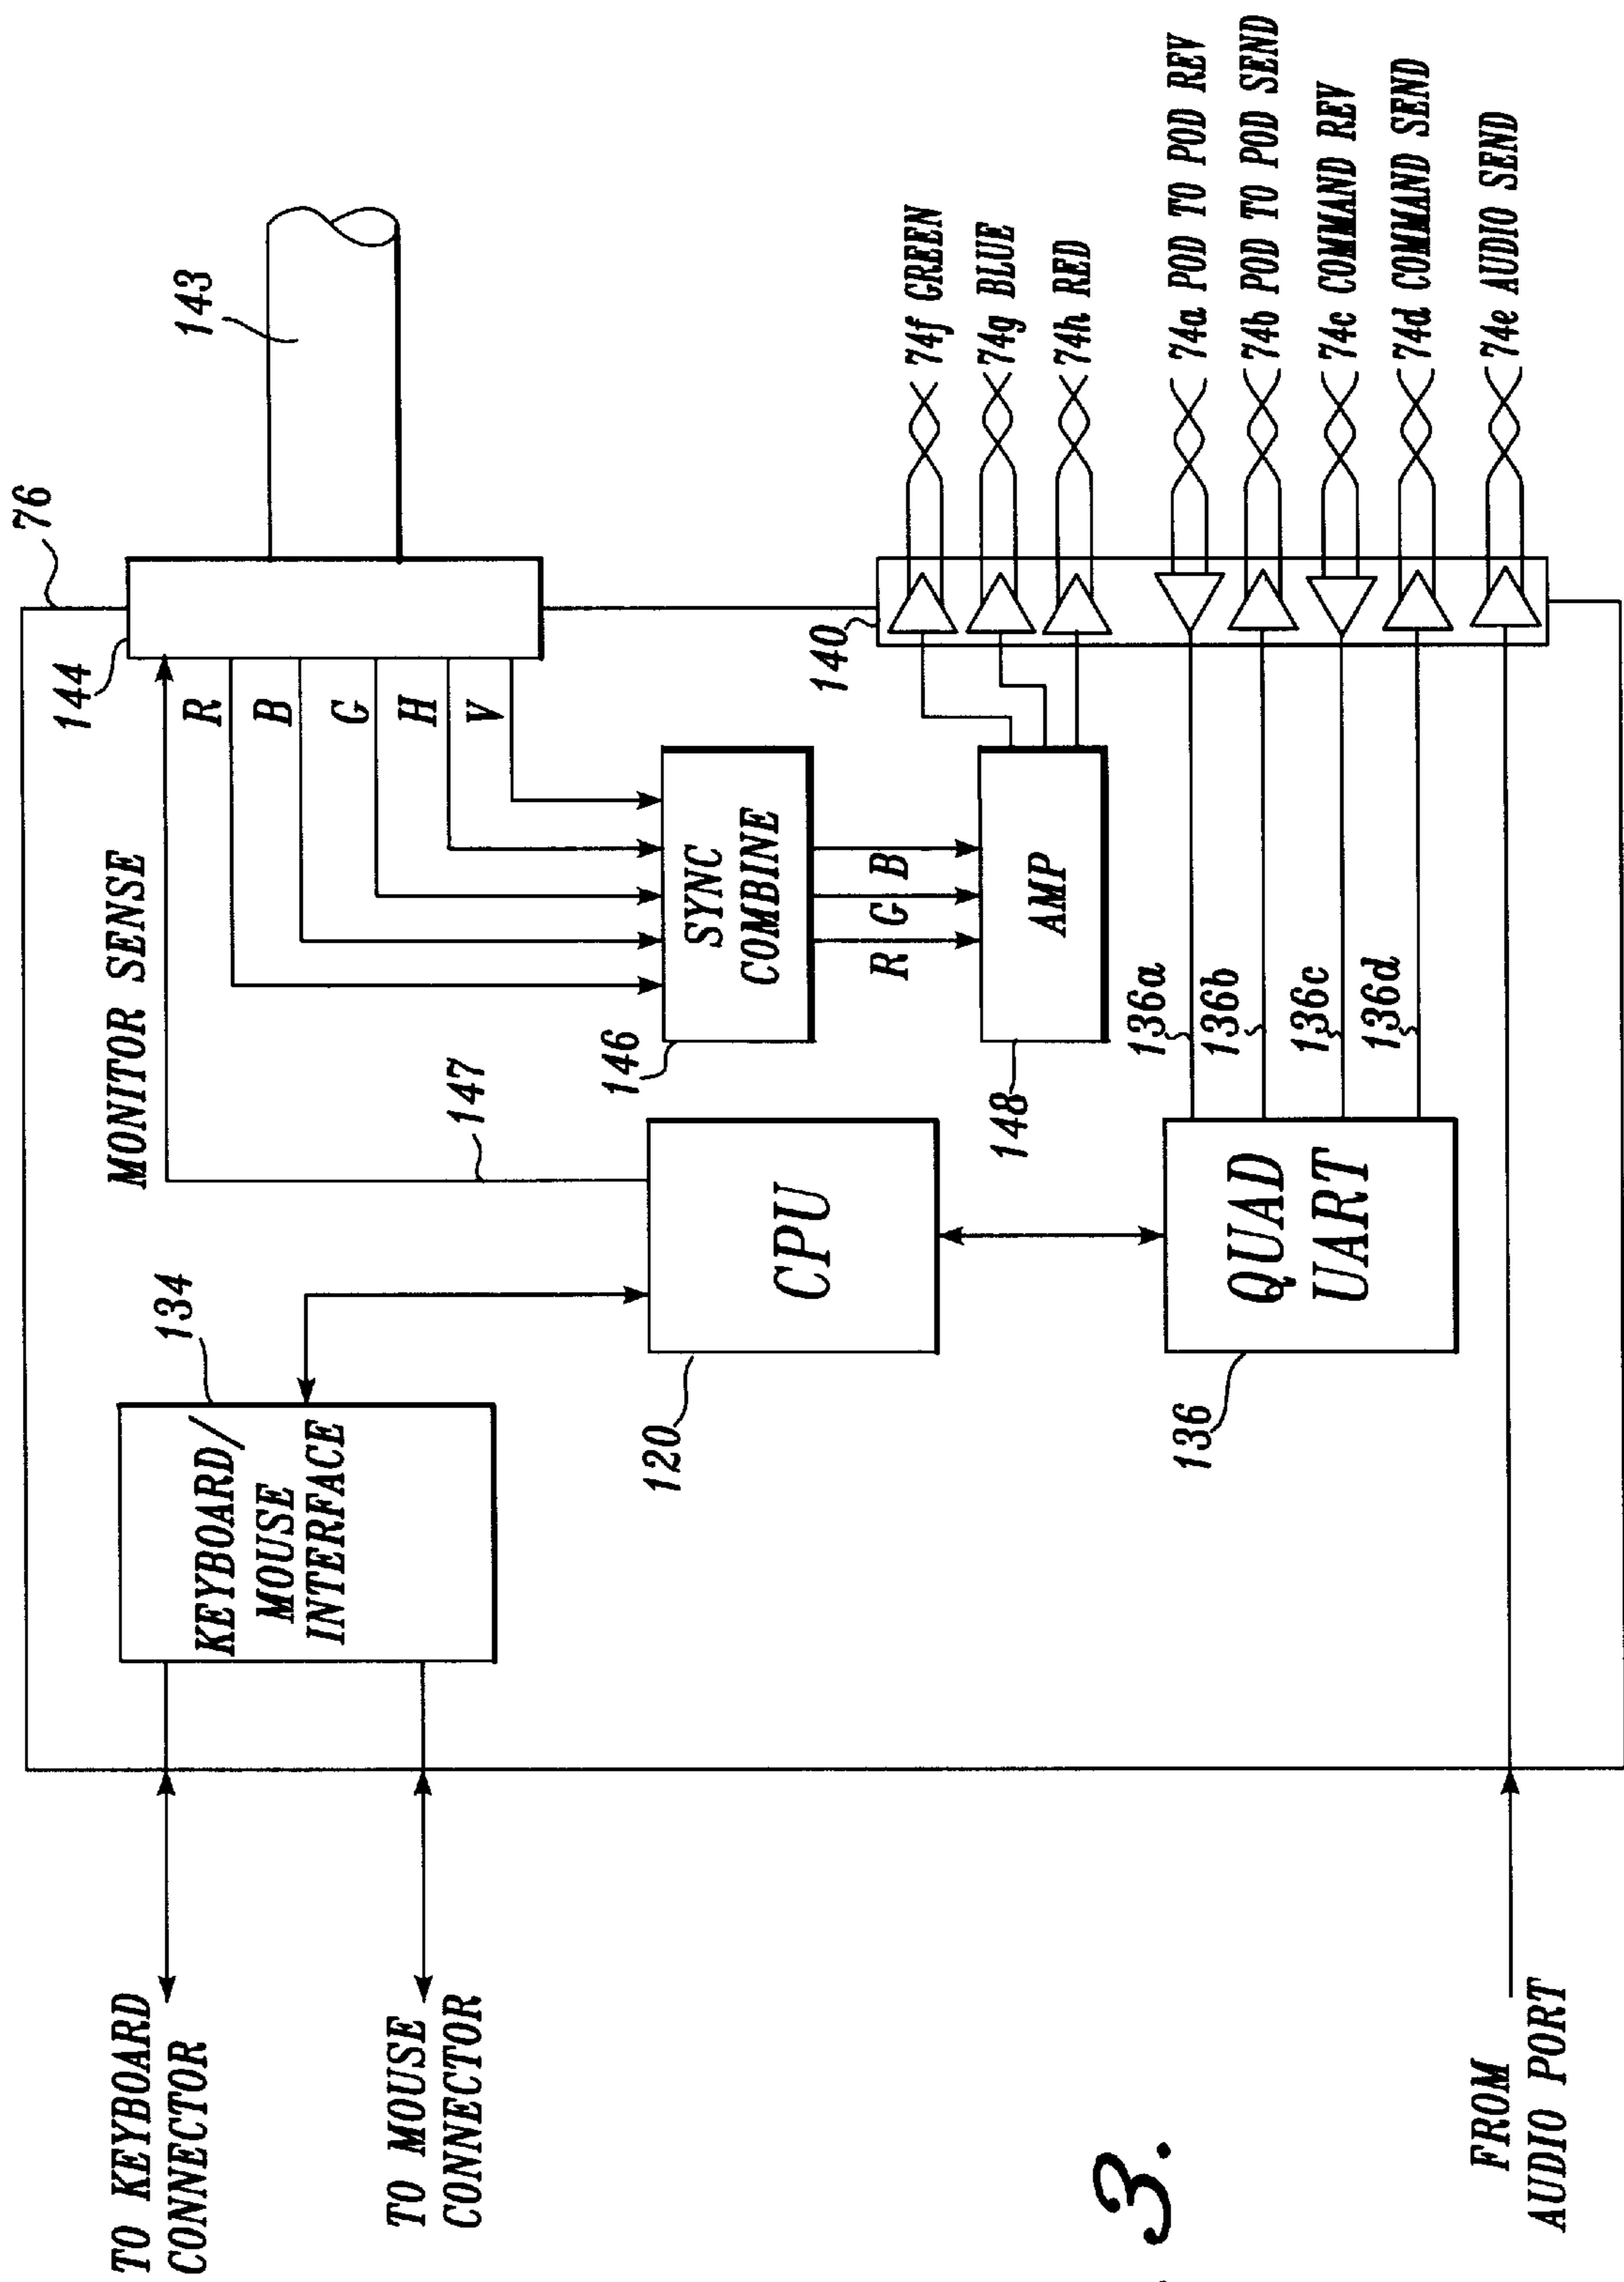 TO KEYBOARD
CONNECTOR
TO MOUSE
CONNECTOR
FROM
AUDIO PORT
KEYBOARD/
MOUSE
INTERFACE
134
MONITOR SENSE
147
144
76
143
R
B
G
H
V
CPU
120
SYNC
COMBINE
146
R G B
AMP
148
140
QUAD
UART
136
136a
136b
136c
136d
74f GREEN
74g BLUE
74h RED
74a POD TO POD REV
74b POD TO POD SEND
74c COMMAND REV
74d COMMAND SEND
74e AUDIO SEND
3.